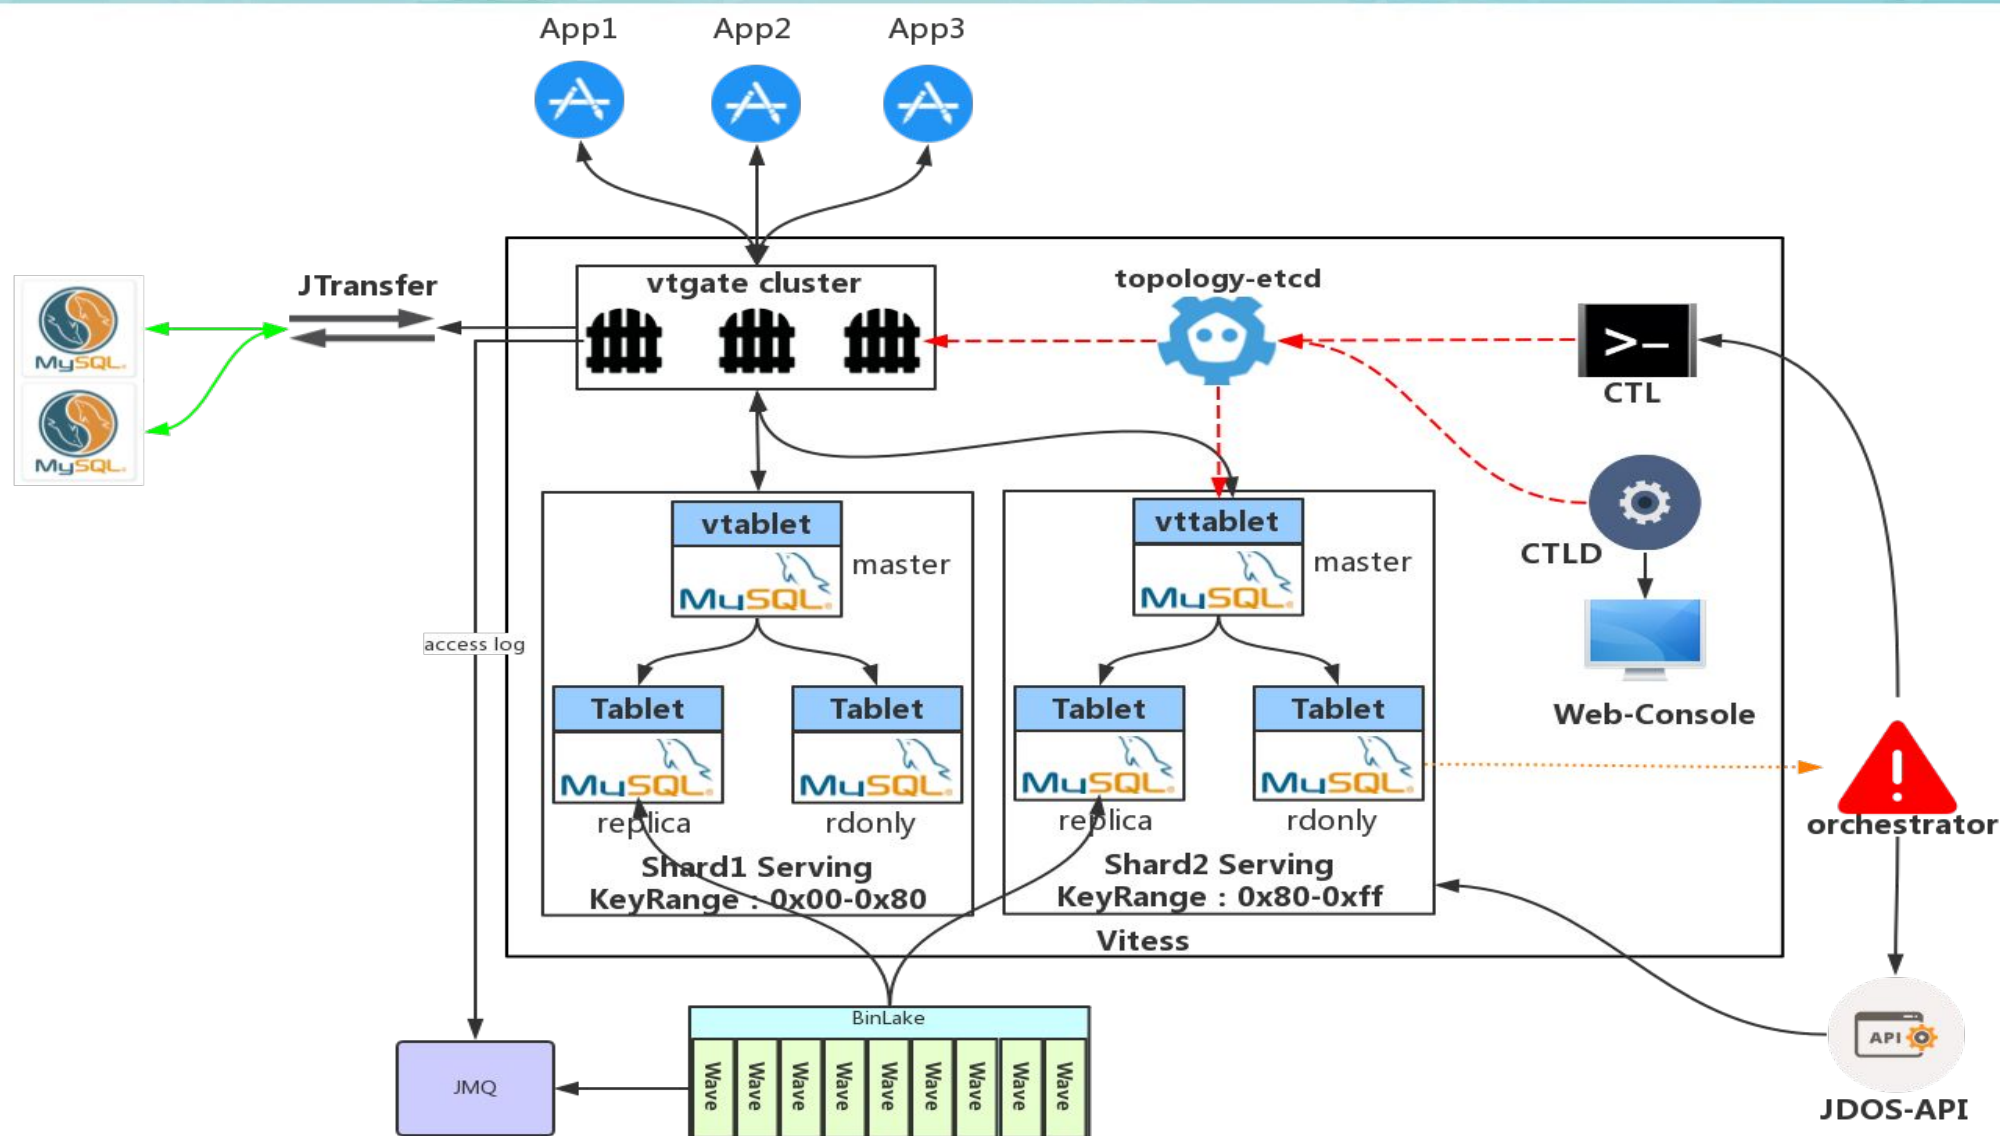 App1
App2
App3
JTransfer
vtgate cluster
topology-etcd
MySQL
MySQL
>_
CTL
vtablet
MySQL
master
vttablet
MySQL
master
CTLD
access log
Tablet
MySQL
replica
Tablet
MySQL
rdonly
Tablet
MySQL
replica
Tablet
MySQL
rdonly
Web-Console
orchestrator
Shard1 Serving
KeyRange : 0x00-0x80
Shard2 Serving
KeyRange : 0x80-0xff
Vitess
BinLake
Wave
Wave
Wave
Wave
Wave
Wave
Wave
Wave
Wave
JMQ
API
JDOS-API